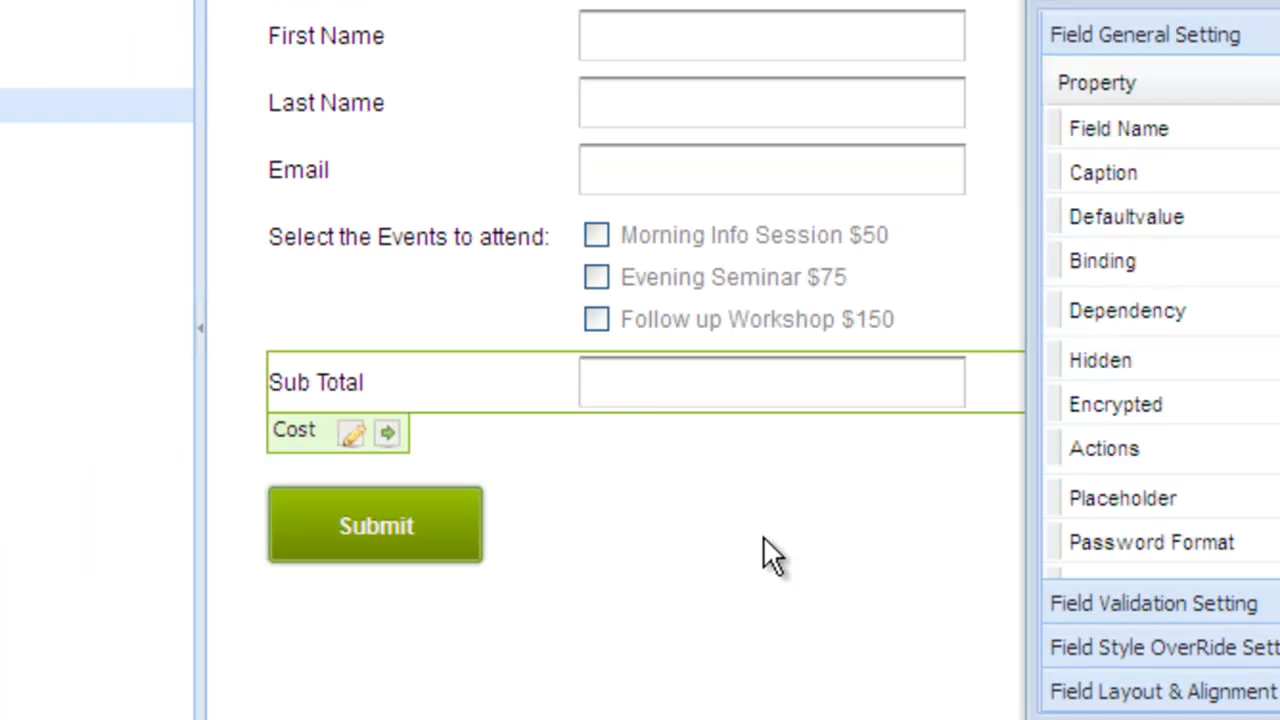 First Name
Last Name
Email
Select the Events to attend:
Morning Info Session $50
Evening Seminar $75
Follow up Workshop $150
Sub Total
Cost
Submit
Field General Setting
Property
Field Name
Caption
Defaultvalue
Binding
Dependency
Hidden
Encrypted
Actions
Placeholder
Password Format
Field Validation Setting
Field Style OverRide Sett
Field Layout & Alignment